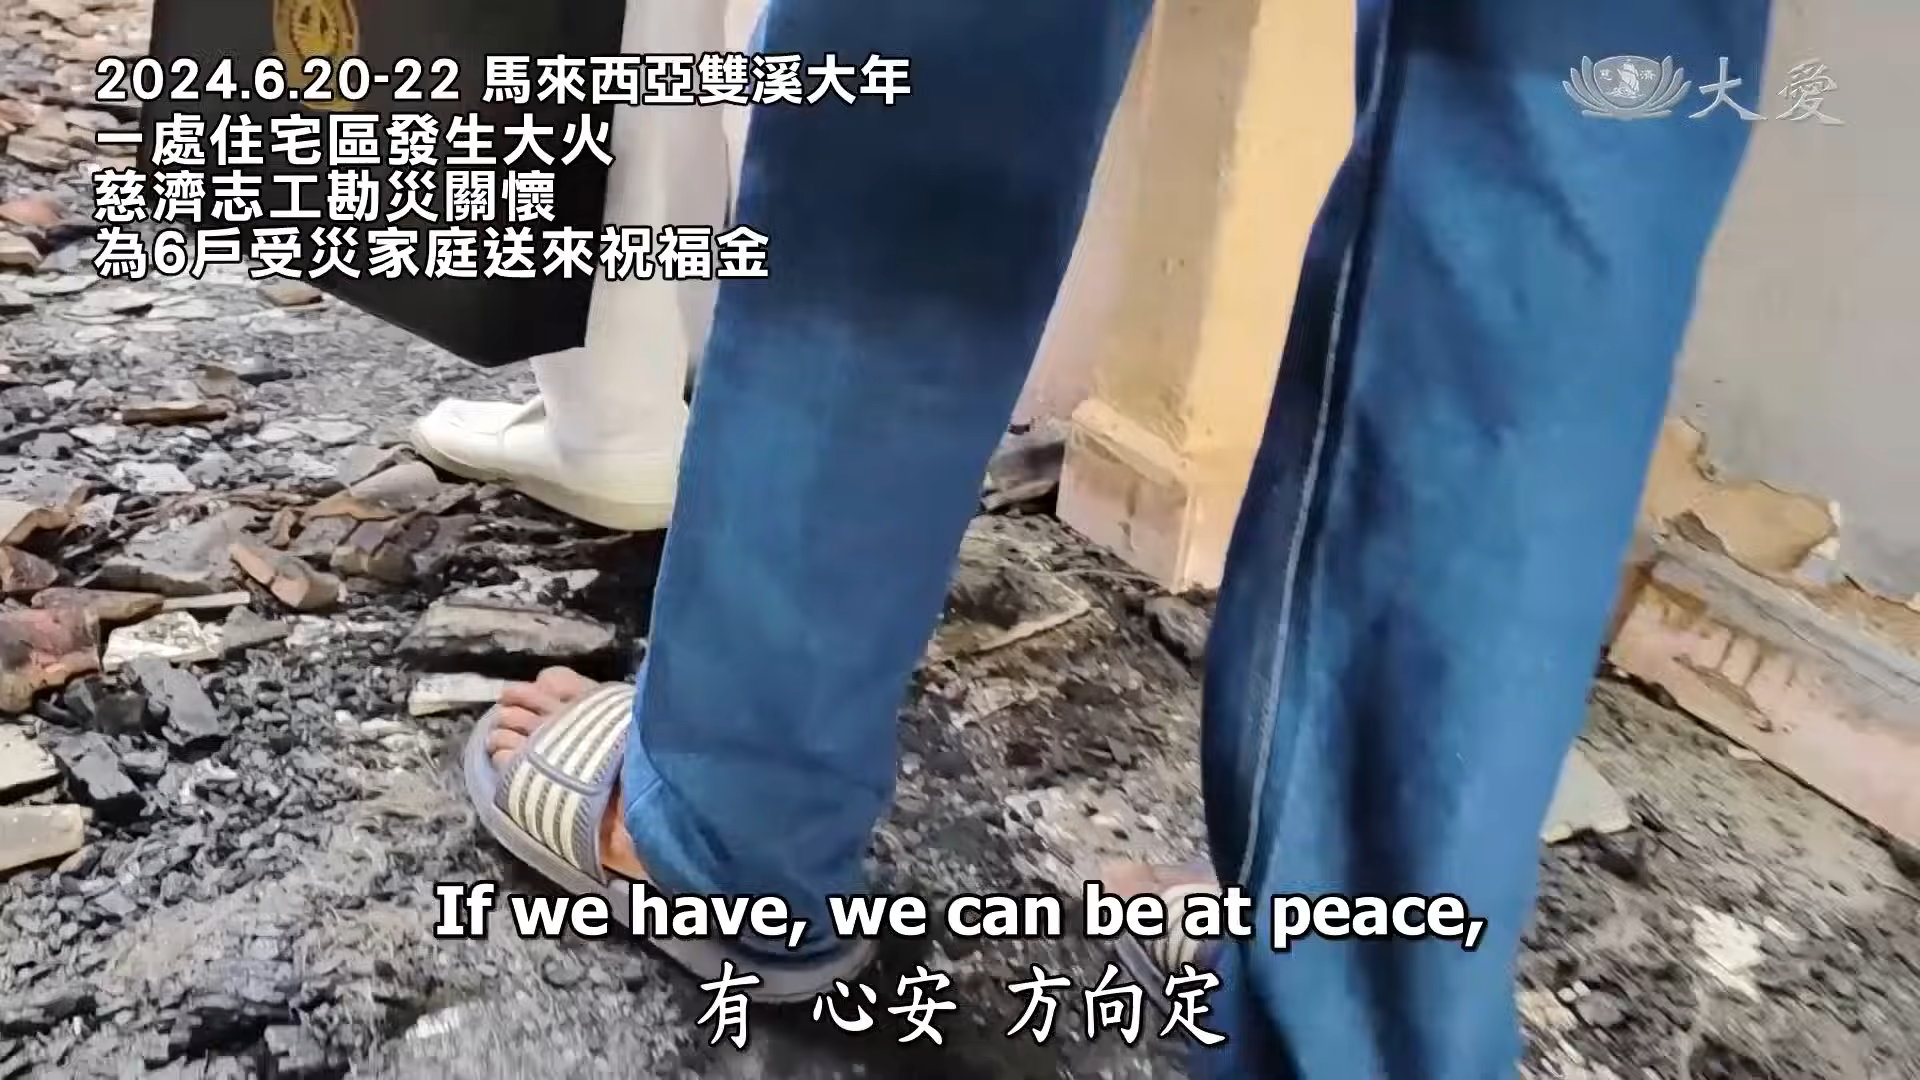 2024.6.20-22 馬來西亞雙溪大年
一處住宅區發生大火
慈濟志工勘災關懷
為6戶受災家庭送來祝福金
大愛
If we have, we can be at peace,
有 心安 方向定